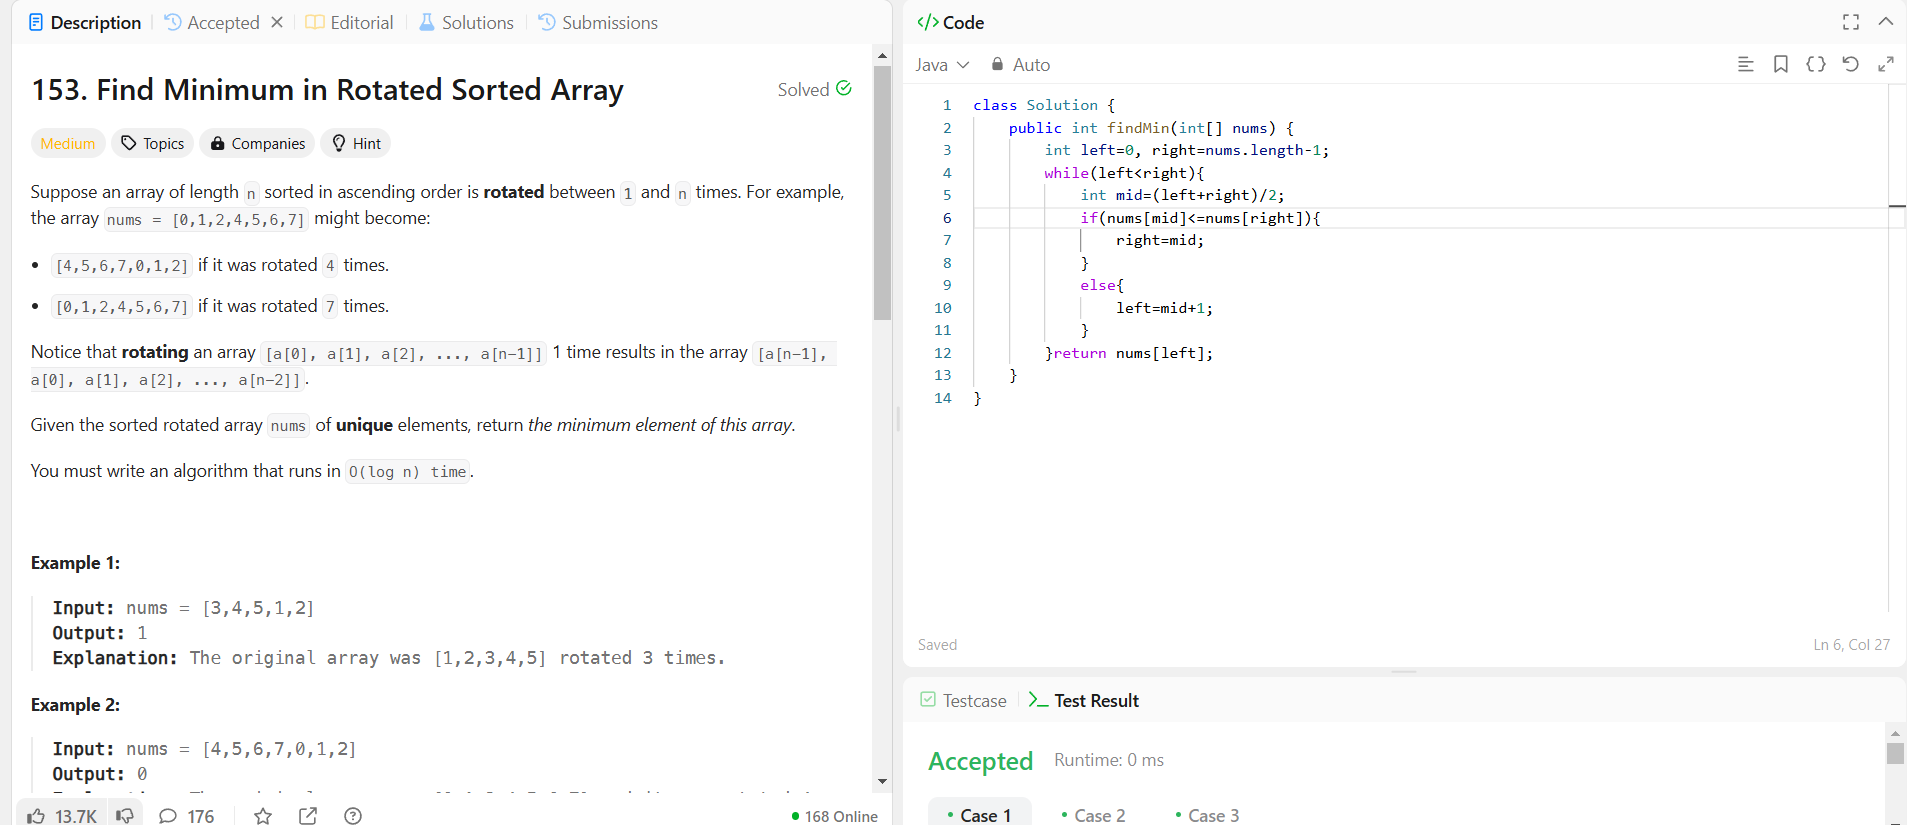 Description
Accepted
Editorial
Solutions
Submissions
153. Find Minimum in Rotated Sorted Array
Solved
Medium
Topics
Companies
Hint
Suppose an array of length n sorted in ascending order is rotated between 1 and n times. For example,
the array nums = [0,1,2,4,5,6,7] might become:
• [4,5,6,7,0,1,2] if it was rotated 4 times.
• [0,1,2,4,5,6,7] if it was rotated 7 times.
Notice that rotating an array [a[0], a[1], a[2], ..., a[n-1]] 1 time results in the array [a[n-1],
a[0], a[1], a[2], ..., a[n-2]].
Given the sorted rotated array nums of unique elements, return the minimum element of this array.
You must write an algorithm that runs in O(log n) time.
Example 1:
Input: nums = [3,4,5,1,2]
Output: 1
Explanation: The original array was [1,2,3,4,5] rotated 3 times.
Example 2:
Input: nums = [4,5,6,7,0,1,2]
Output: 0
13.7K
176
168 Online
</> Code
Java
Auto
1 class Solution {
2 public int findMin(int[] nums) {
3 int left=0, right=nums.length-1;
4 while(left<right){
5 int mid=(left+right)/2;
6 if(nums[mid]<=nums[right]){
7 right=mid;
8 }
9 else{
10 left=mid+1;
11 }
12 }return nums[left];
13 }
14 }
Saved
Ln 6, Col 27
Testcase
Test Result
Accepted
Runtime: 0 ms
• Case 1
• Case 2
• Case 3